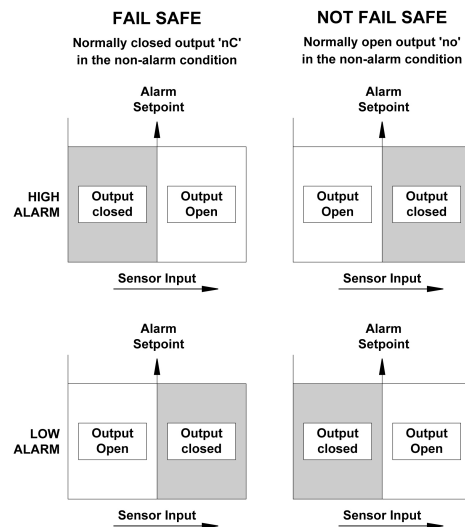 FAIL SAFE
Normally closed output 'nC'
in the non-alarm condition
NOT FAIL SAFE
Normally open output 'no'
in the non-alarm condition
Alarm
Setpoint
Alarm
Setpoint
HIGH
ALARM
Output
closed
Output
Open
Output
Open
Output
closed
Sensor Input
Sensor Input
Alarm
Setpoint
Alarm
Setpoint
LOW
ALARM
Output
Open
Output
closed
Output
closed
Output
Open
Sensor Input
Sensor Input